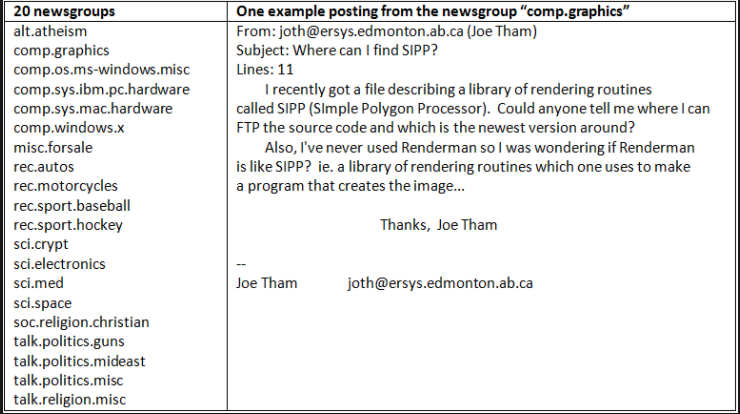 20 newsgroups
One example posting from the newsgroup “comp.graphics”
alt.atheism
comp.graphics
comp.os.ms-windows.misc
comp.sys.ibm.pc.hardware
comp.sys.mac.hardware
comp.windows.x
misc.forsale
rec.autos
rec.motorcycles
rec.sport.baseball
rec.sport.hockey
sci.crypt
sci.electronics
sci.med
sci.space
soc.religion.christian
talk.politics.guns
talk.politics.mideast
talk.politics.misc
talk.religion.misc
From: joth@ersys.edmonton.ab.ca (Joe Tham)
Subject: Where can I find SIPP?
Lines: 11
I recently got a file describing a library of rendering routines
called SIPP (SImple Polygon Processor). Could anyone tell me where I can
FTP the source code and which is the newest version around?
Also, I've never used Renderman so I was wondering if Renderman
is like SIPP? ie. a library of rendering routines which one uses to make
a program that creates the image...
Thanks, Joe Tham
--
Joe Tham joth@ersys.edmonton.ab.ca